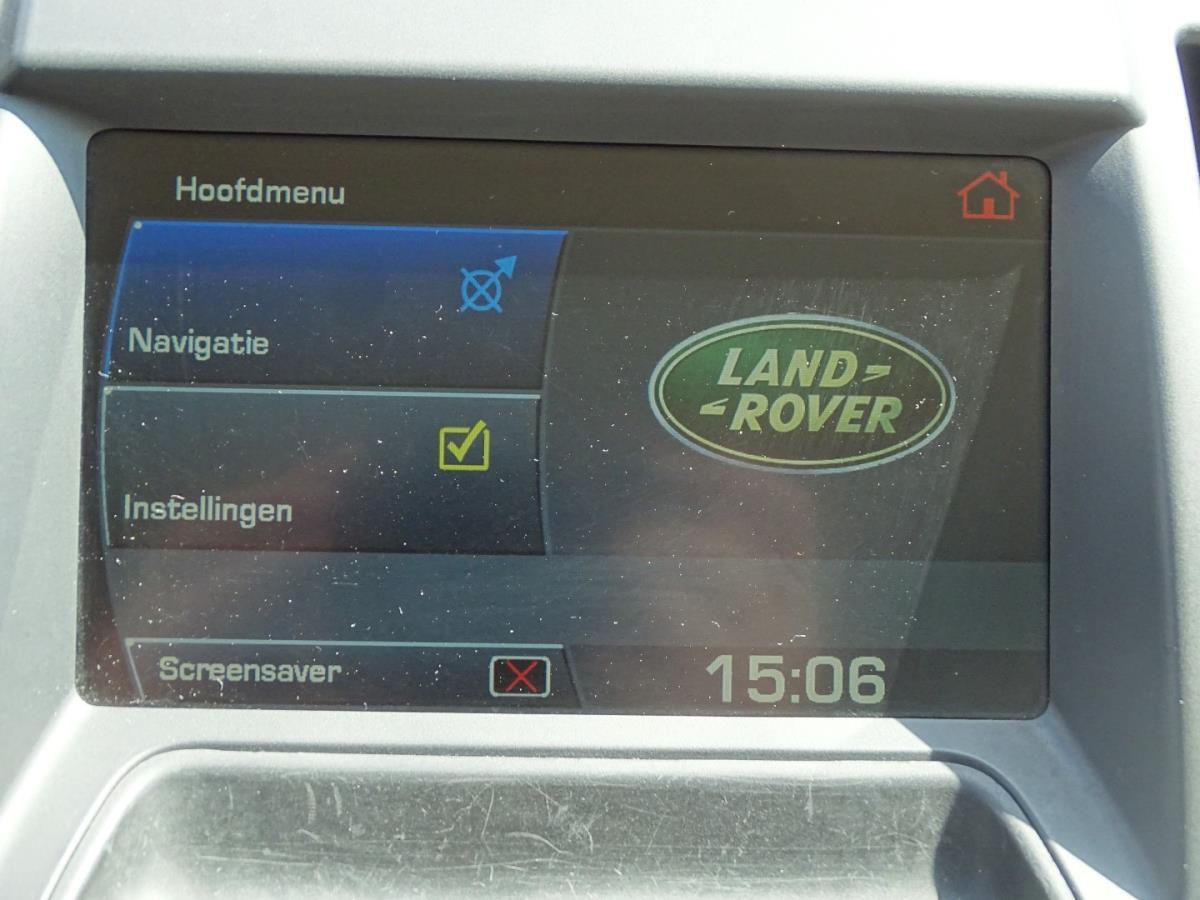 Hoofdmenu
Navigatie
LAND
ROVER
Instellingen
Screensaver
15:06